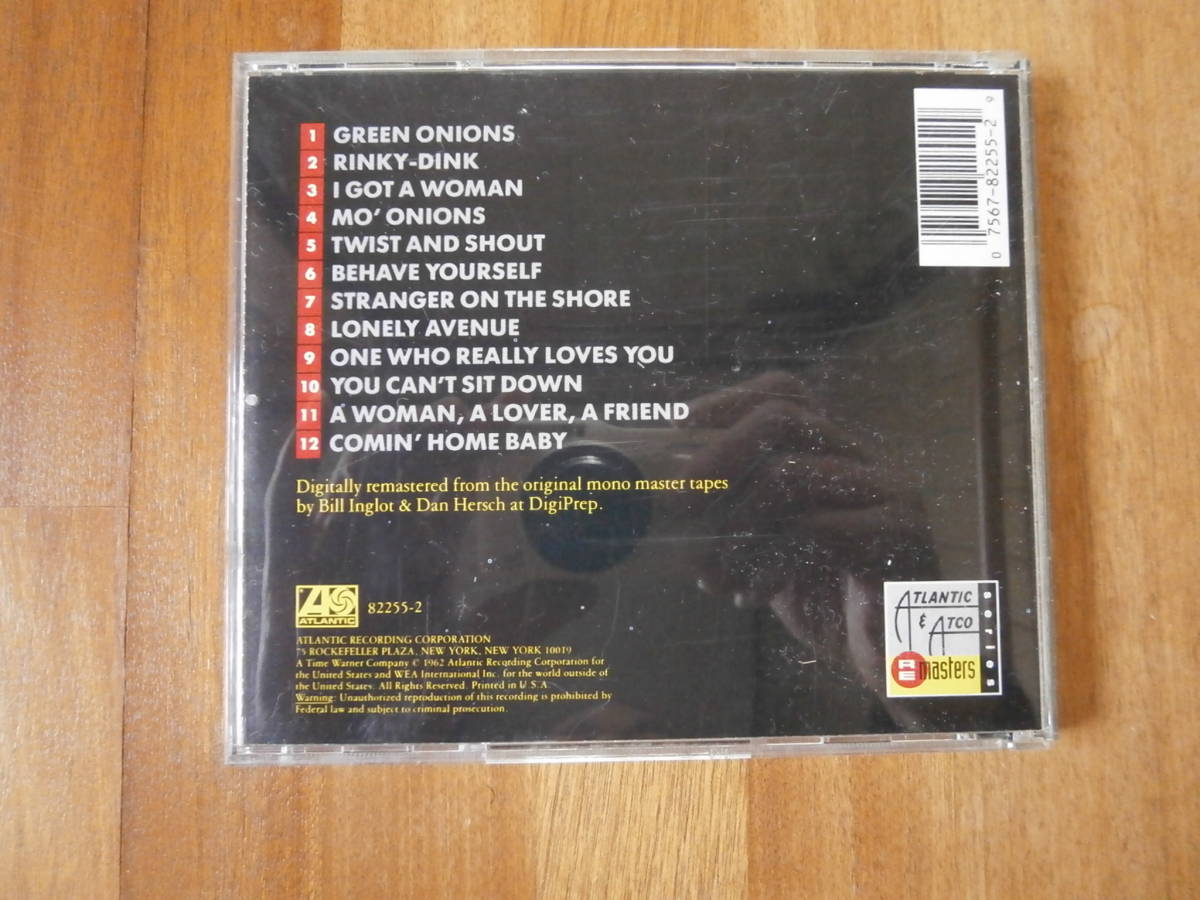 1 GREEN ONIONS
2 RINKY-DINK
3 I GOT A WOMAN
4 MO' ONIONS
5 TWIST AND SHOUT
6 BEHAVE YOURSELF
7 STRANGER ON THE SHORE
8 LONELY AVENUE
9 ONE WHO REALLY LOVES YOU
10 YOU CAN'T SIT DOWN
11 A WOMAN, A LOVER, A FRIEND
12 COMIN' HOME BABY
Digitally remastered from the original mono master tapes
by Bill Inglot & Dan Hersch at DigiPrep.
ATLANTIC
82255-2
ATLANTIC RECORDING CORPORATION
75 ROCKEFELLER PLAZA, NEW YORK, NEW YORK 10019
A Time Warner Company © 1962 Atlantic Recording Corporation for
the United States and WEA International Inc. for the world outside of
the United States. All Rights Reserved. Printed in U.S.A.
Warning: Unauthorized reproduction of this recording is prohibited by
Federal law and subject to criminal prosecution.
0 7567-82255-2 9
ATLANTIC
& ATCO
REmasters
series